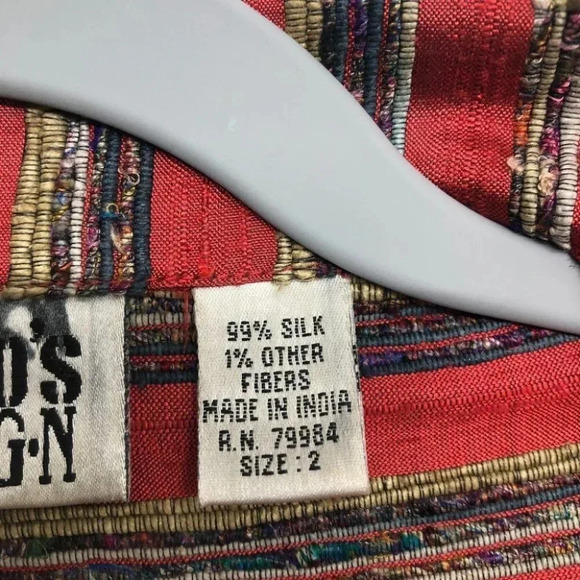 99% SILK
1% OTHER
FIBERS
MADE IN INDIA
R.N. 79984
SIZE : 2